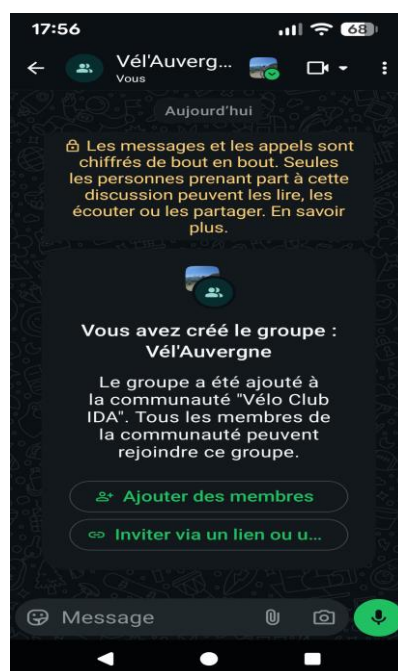 17:56
68
Vél'Auverg...
Vous
Aujourd'hui
Les messages et les appels sont
chiffrés de bout en bout. Seules
les personnes prenant part à cette
discussion peuvent les lire, les
écouter ou les partager. En savoir
plus.
Vous avez créé le groupe :
Vél'Auvergne
Le groupe a été ajouté à
la communauté "Vélo Club
IDA". Tous les membres de
la communauté peuvent
rejoindre ce groupe.
Ajouter des membres
Inviter via un lien ou u...
Message